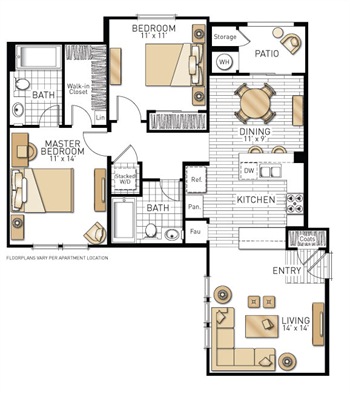 BEDROOM
11' x 11'
Storage
PATIO
WH
BATH
Walk-in
Closet
Lin
DINING
11' x 9'
MASTER
BEDROOM
11' x 14'
Stacked
W/D
Ref.
DW
Pan.
KITCHEN
BATH
Fau
Coats
ENTRY
FLOORPLANS VARY PER APARTMENT LOCATION
LIVING
14' x 14'